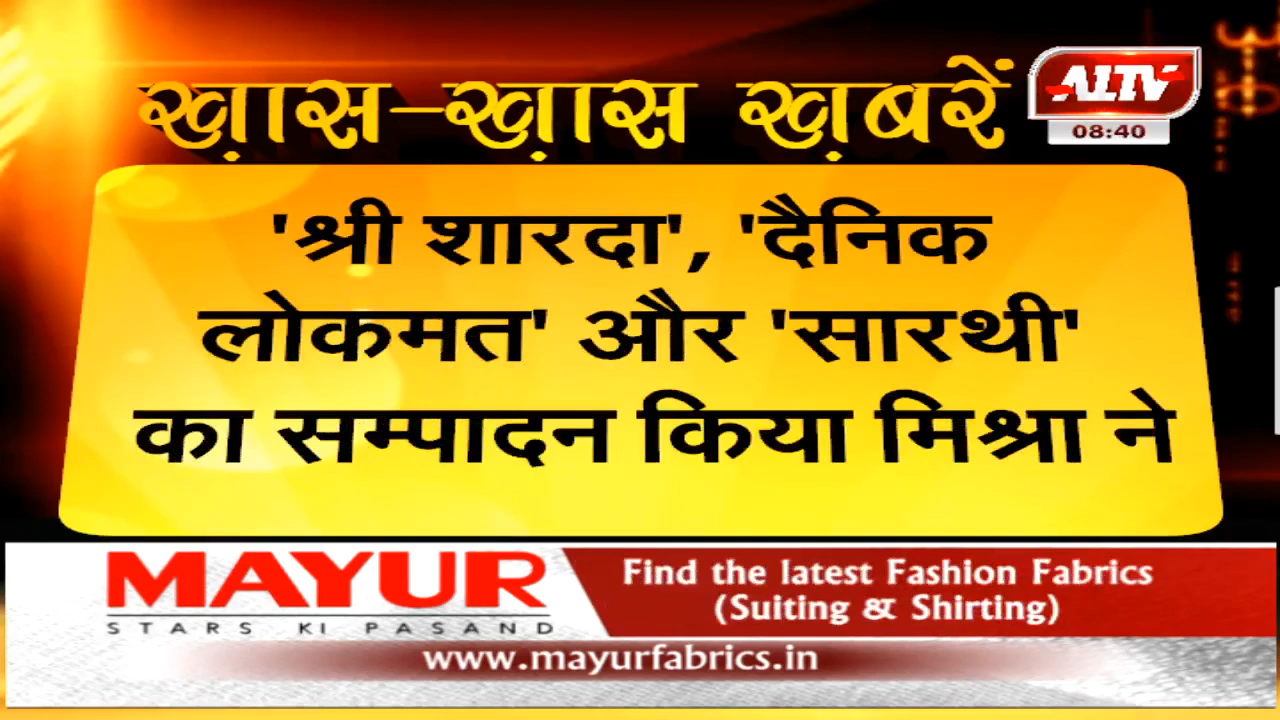 ख़ास-ख़ास ख़बरें
A1TV
08:40
'श्री शारदा', 'दैनिक
लोकमत' और 'सारथी'
का सम्पादन किया मिश्रा ने
MAYUR
STARS KI PASAND
Find the latest Fashion Fabrics
(Suiting & Shirting)
www.mayurfabrics.in